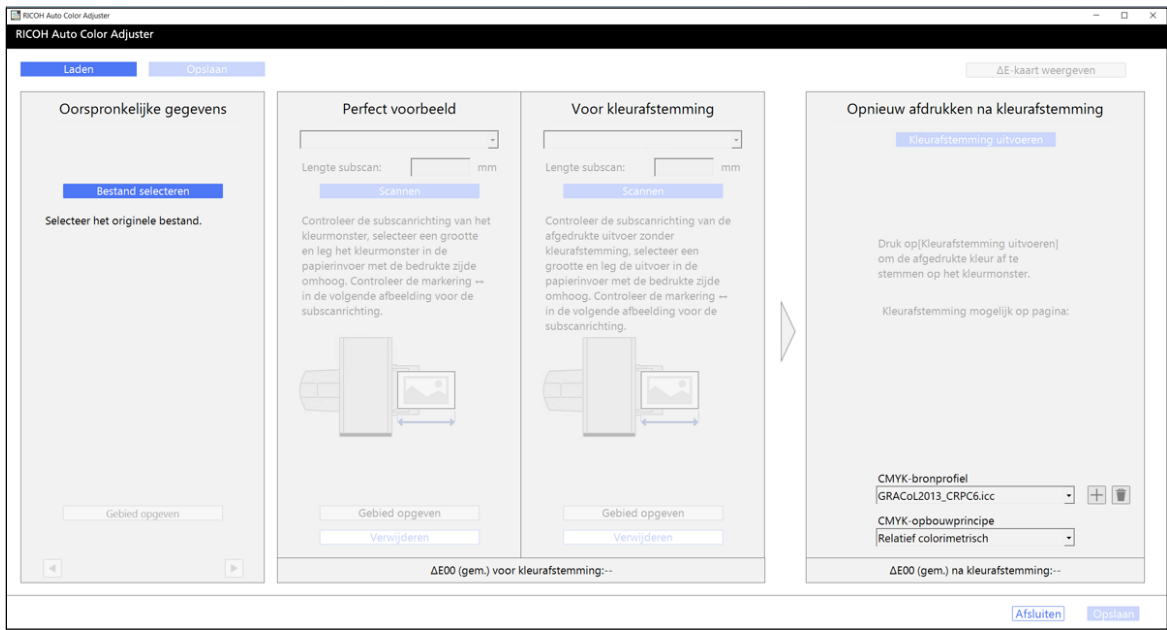 RICOH Auto Color Adjuster
RICOH Auto Color Adjuster
Laden
Opslaan
ΔE-kaart weergeven
Oorspronkelijke gegevens
Bestand selecteren
Selecteer het originele bestand.
Gebied opgeven
Perfect voorbeeld
Lengte subscan: mm
Scannen
Controleer de subscanrichting van het
kleurmonster, selecteer een grootte
en leg het kleurmonster in de
papierinvoer met de bedrukte zijde
omhoog. Controleer de markering ↔
in de volgende afbeelding voor de
subscanrichting.
Gebied opgeven
Verwijderen
Voor kleurafstemming
Lengte subscan: mm
Scannen
Controleer de subscanrichting van de
afgedrukte uitvoer zonder
kleurafstemming, selecteer een
grootte en leg de uitvoer in de
papierinvoer met de bedrukte zijde
omhoog. Controleer de markering ↔
in de volgende afbeelding voor de
subscanrichting.
Gebied opgeven
Verwijderen
ΔE00 (gem.) voor kleurafstemming:--
Opnieuw afdrukken na kleurafstemming
Kleurafstemming uitvoeren
Druk op[Kleurafstemming uitvoeren]
om de afgedrukte kleur af te
stemmen op het kleurmonster.
Kleurafstemming mogelijk op pagina:
CMYK-bronprofiel
GRACoL2013_CRPC6.icc
CMYK-opbouwprincipe
Relatief colorimetrisch
ΔE00 (gem.) na kleurafstemming:--
Afsluiten
Opslaan